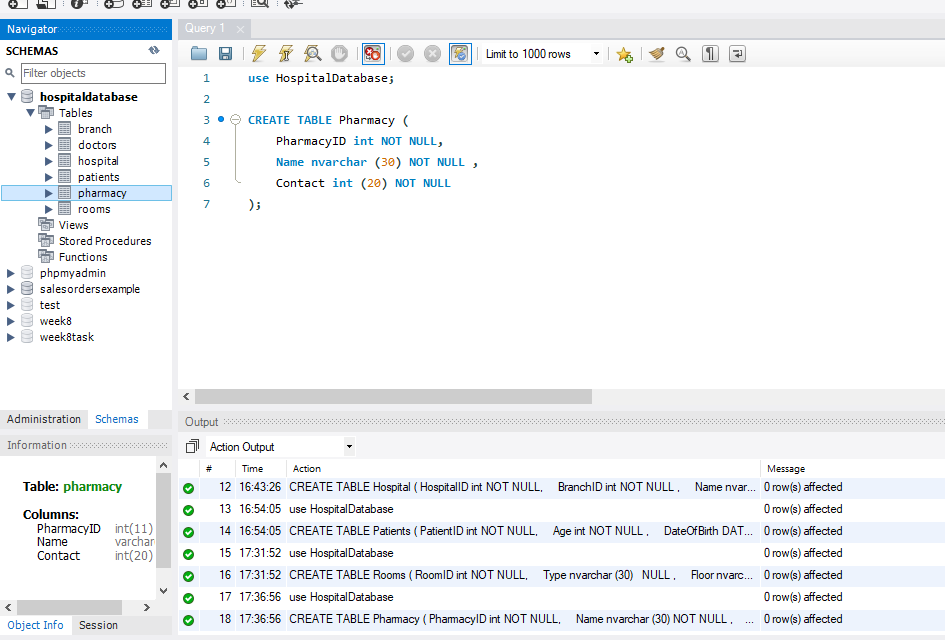 Navigator
SCHEMAS
Filter objects
hospitaldatabase
Tables
branch
doctors
hospital
patients
pharmacy
rooms
Views
Stored Procedures
Functions
phpmyadmin
salesordersexample
test
week8
week8task
Administration Schemas
Information
Table: pharmacy
Columns:
PharmacyID int(11)
Name varchar
Contact int(20)
Object Info Session
Query 1
Limit to 1000 rows
1 use HospitalDatabase;
2
3 CREATE TABLE Pharmacy (
4 PharmacyID int NOT NULL,
5 Name nvarchar (30) NOT NULL ,
6 Contact int (20) NOT NULL
7 );
Output
Action Output
# Time Action Message
12 16:43:26 CREATE TABLE Hospital ( HospitalID int NOT NULL, BranchID int NOT NULL , Name nvar... 0 row(s) affected
13 16:54:05 use HospitalDatabase 0 row(s) affected
14 16:54:05 CREATE TABLE Patients ( PatientID int NOT NULL, Age int NOT NULL , DateOfBirth DAT... 0 row(s) affected
15 17:31:52 use HospitalDatabase 0 row(s) affected
16 17:31:52 CREATE TABLE Rooms ( RoomID int NOT NULL, Type nvarchar (30) NULL , Floor nvarc... 0 row(s) affected
17 17:36:56 use HospitalDatabase 0 row(s) affected
18 17:36:56 CREATE TABLE Pharmacy ( PharmacyID int NOT NULL, Name nvarchar (30) NOT NULL , ... 0 row(s) affected